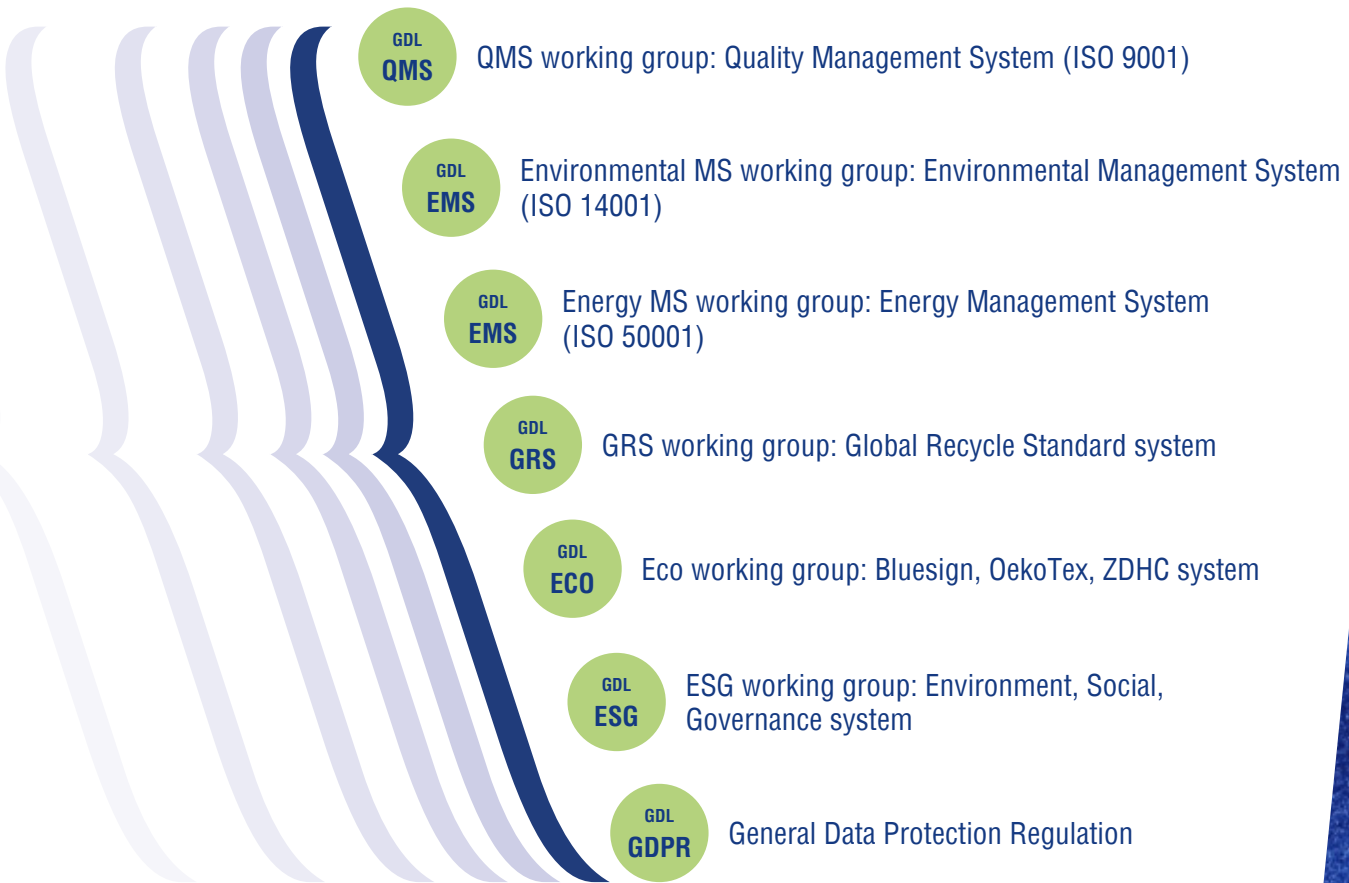 GDL
QMS
QMS working group: Quality Management System (ISO 9001)
GDL
EMS
Environmental MS working group: Environmental Management System
(ISO 14001)
GDL
EMS
Energy MS working group: Energy Management System
(ISO 50001)
GDL
GRS
GRS working group: Global Recycle Standard system
GDL
ECO
Eco working group: Bluesign, OekoTex, ZDHC system
GDL
ESG
ESG working group: Environment, Social,
Governance system
GDL
GDPR
General Data Protection Regulation